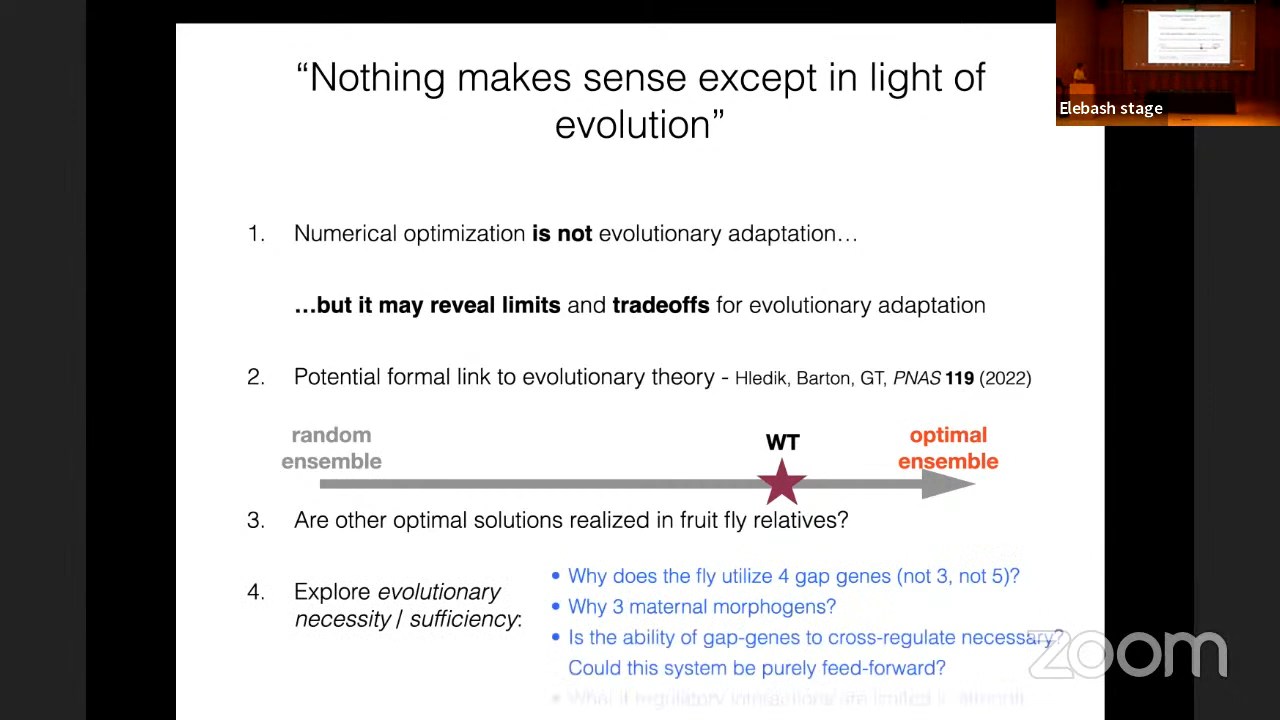 “Nothing makes sense except in light of
evolution”
Elebash stage
1. Numerical optimization is not evolutionary adaptation…
…but it may reveal limits and tradeoffs for evolutionary adaptation
2. Potential formal link to evolutionary theory - Hledik, Barton, GT, PNAS 119 (2022)
random
ensemble
WT
optimal
ensemble
3. Are other optimal solutions realized in fruit fly relatives?
4. Explore evolutionary
necessity / sufficiency:
• Why does the fly utilize 4 gap genes (not 3, not 5)?
• Why 3 maternal morphogens?
• Is the ability of gap-genes to cross-regulate necessary?
Could this system be purely feed-forward?
zoom